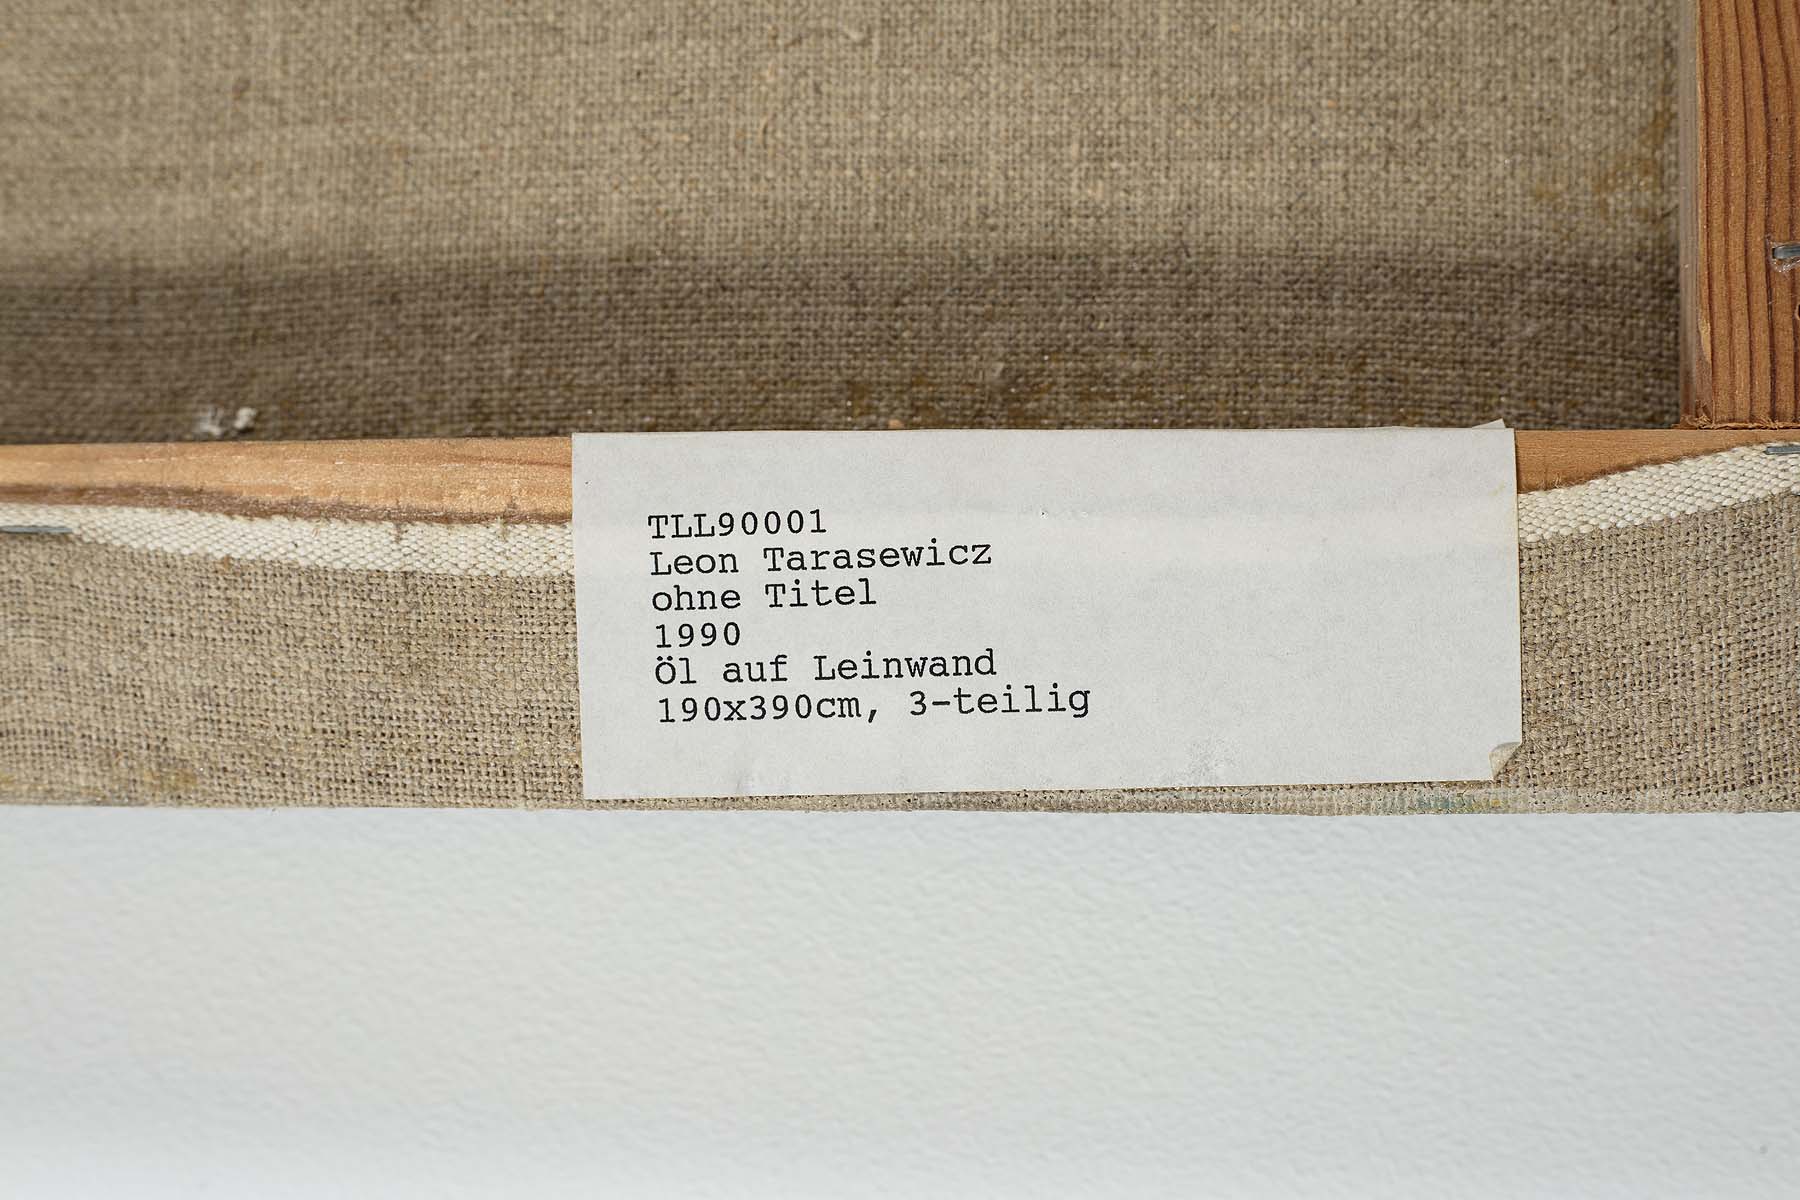 TLL90001
Leon Tarasewicz
ohne Titel
1990
Öl auf Leinwand
190x390cm, 3-teilig